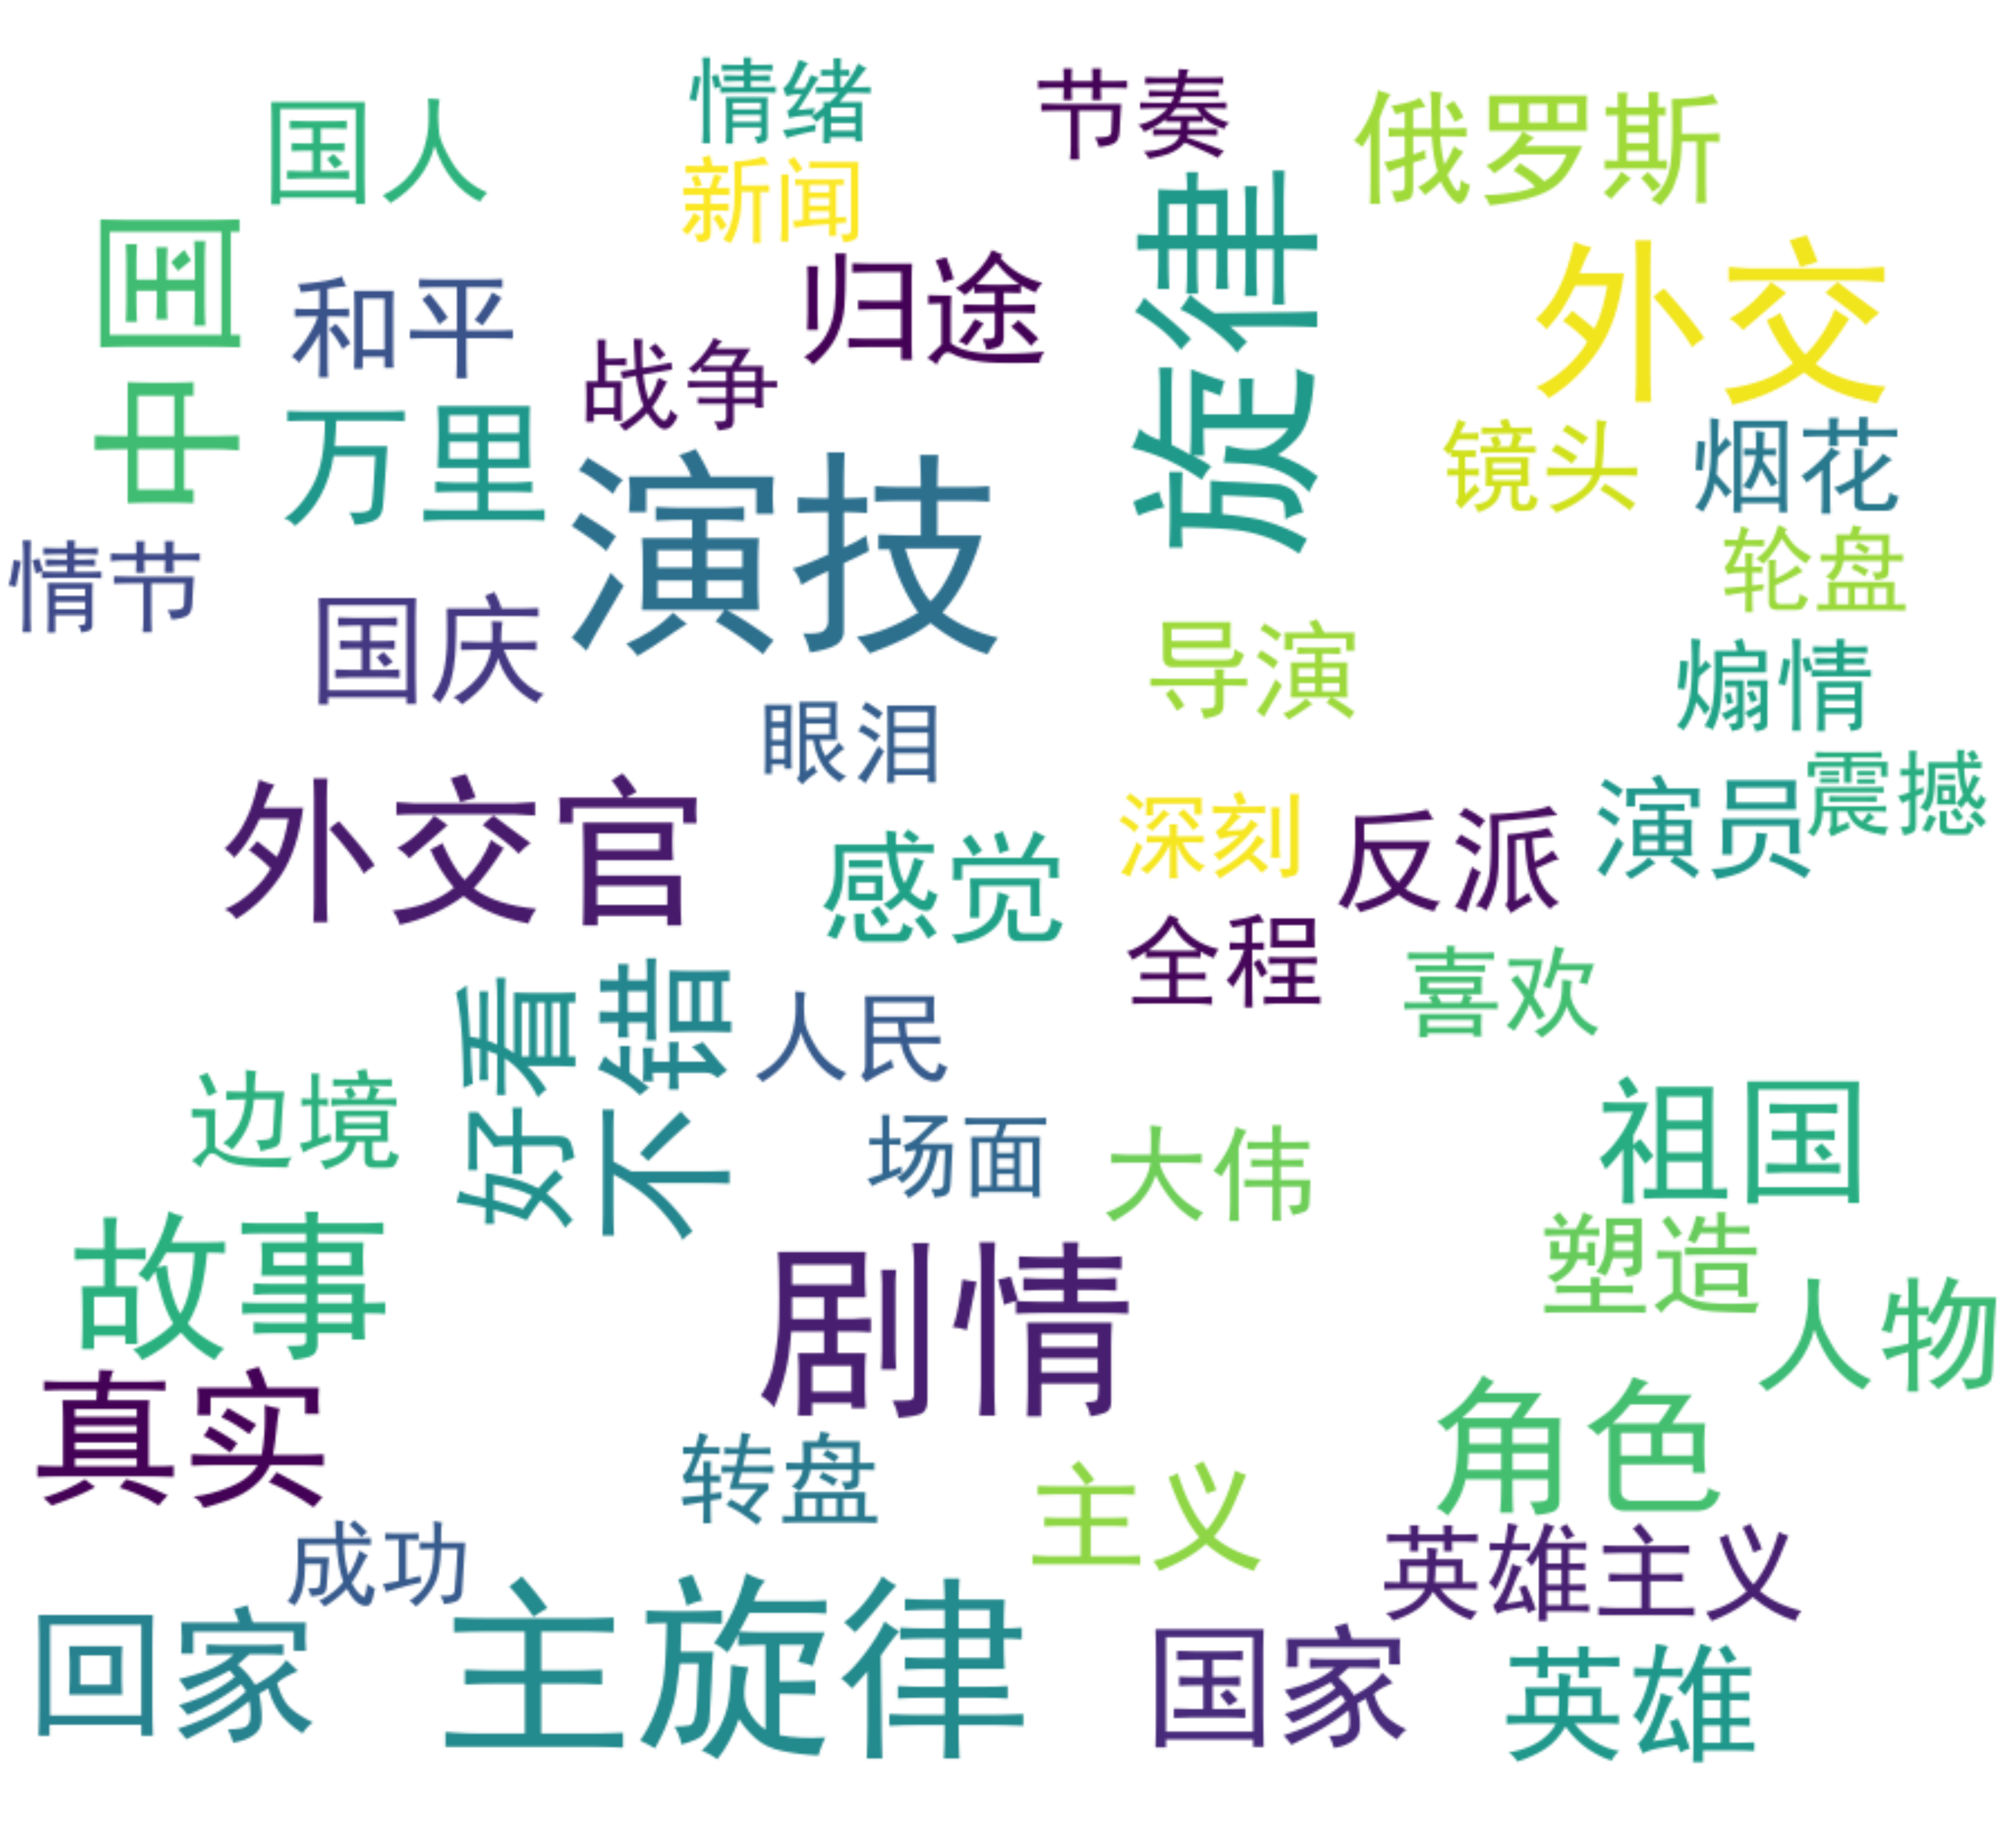 情绪
节奏
俄罗斯
国人
新闻
旋律
中国
外交
归途
和平
战争
万里
镜头
烟花
演技
轮盘
情节
国庆
导演
煽情
眼泪
震撼
外交官
深刻
反派
演员
感觉
全程
喜欢
好看
不错
人民
边境
场面
大伟
祖国
故事
塑造
剧情
人物
真实
角色
转盘
主义
成功
英雄主义
回家
主旋律
国家
英雄